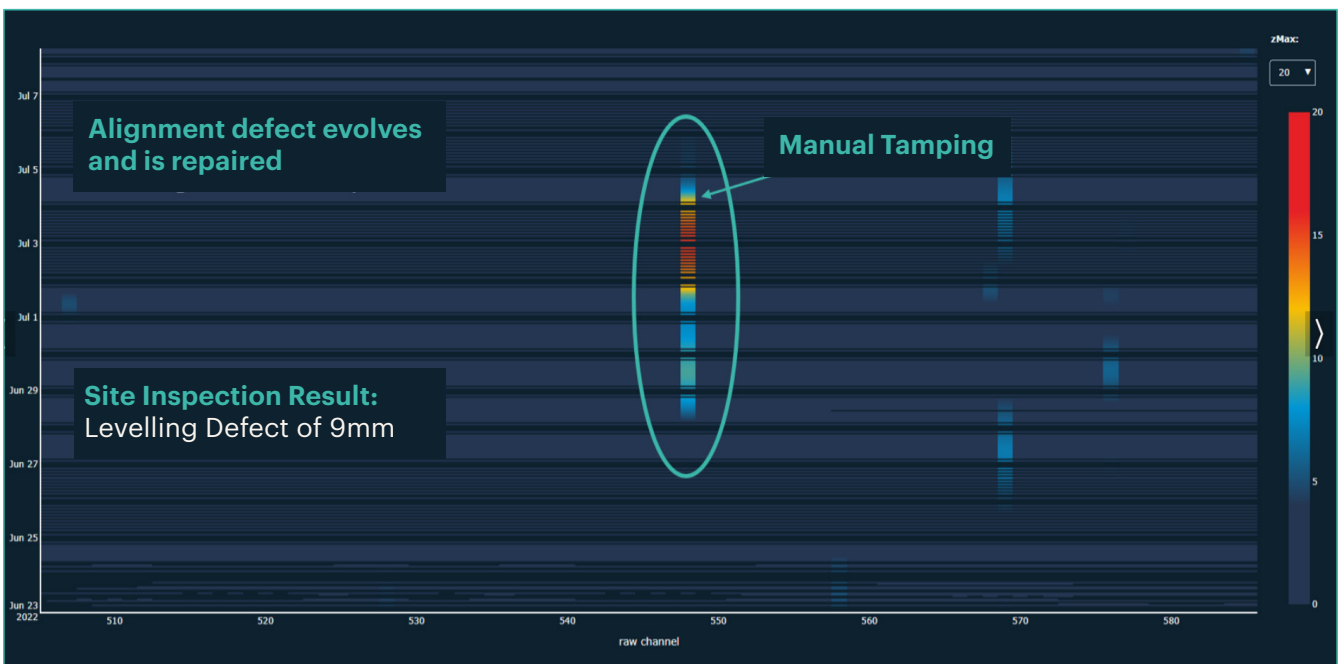 zMax:
20 ▼
Jul 7
Alignment defect evolves
and is repaired
Manual Tamping
Jul 5
Jul 3
Jul 1
Jun 29
Site Inspection Result:
Levelling Defect of 9mm
Jun 27
Jun 25
Jun 23
2022
510 520 530 540 550 560 570 580
raw channel
20
15
10
5
0